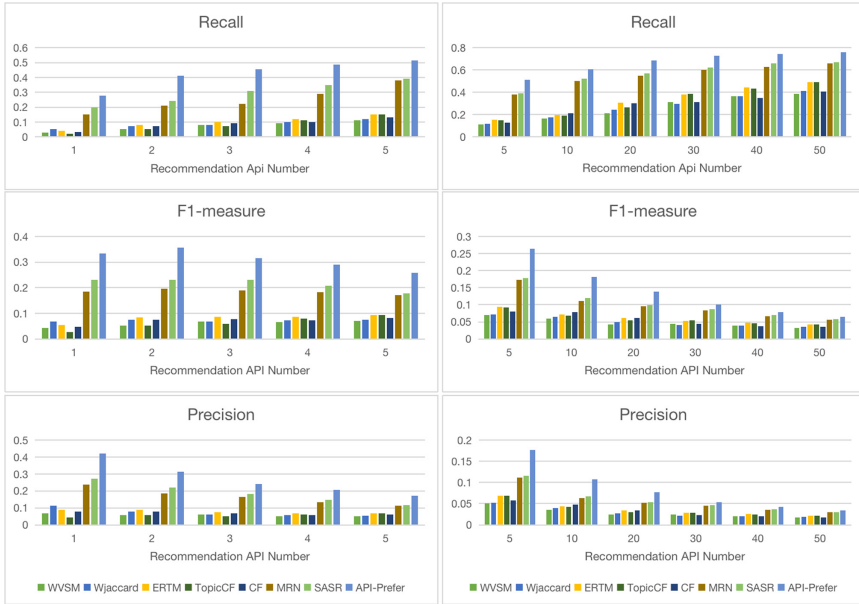 Recall
0.6
0.5
0.4
0.3
0.2
0.1
0
1 2 3 4 5
Recommendation Api Number
Recall
0.8
0.6
0.4
0.2
0
5 10 20 30 40 50
Recommendation Api Number
F1-measure
0.4
0.3
0.2
0.1
0
1 2 3 4 5
Recommendation API Number
F1-measure
0.3
0.25
0.2
0.15
0.1
0.05
0
5 10 20 30 40 50
Recommendation API Number
Precision
0.5
0.4
0.3
0.2
0.1
0
1 2 3 4 5
Recommendation API Number
WVSM Wjaccard ERTM TopicCF CF MRN SASR API-Prefer
Precision
0.2
0.15
0.1
0.05
0
5 10 20 30 40 50
Recommendation API Number
WVSM Wjaccard ERTM TopicCF CF MRN SASR API-Prefer